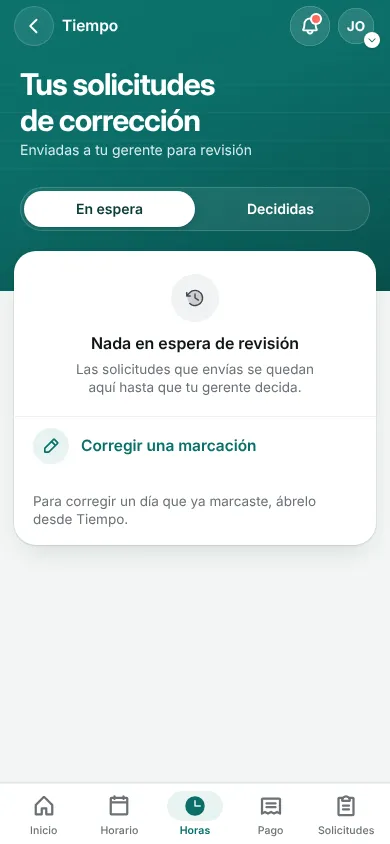 Tiempo
JO
Tus solicitudes
de corrección
Enviadas a tu gerente para revisión
En espera
Decididas
Nada en espera de revisión
Las solicitudes que envías se quedan
aquí hasta que tu gerente decida.
Corregir una marcación
Para corregir un día que ya marcaste, ábrelo
desde Tiempo.
Inicio
Horario
Horas
Pago
Solicitudes